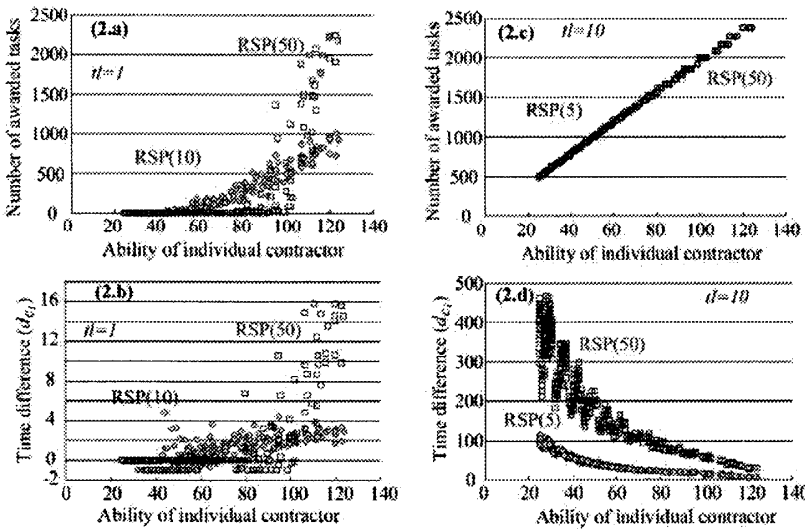 (2.a)
RSP(50)
tl=1
RSP(10)
Number of awarded tasks
2500
2000
1500
1000
500
0
0 20 40 60 80 100 120 140
Ability of individual contractor
(2.c)
tl=10
RSP(50)
RSP(5)
Number of awarded tasks
2500
2000
1500
1000
500
0
0 20 40 60 80 100 120 140
Ability of individual contractor
(2.b)
tl=1
RSP(50)
RSP(10)
Time difference (dci)
16
12
8
4
0
-2
0 20 40 60 80 100 120 140
Ability of individual contractor
(2.d)
tl=10
RSP(50)
RSP(5)
Time difference (dci)
500
400
300
200
100
0
0 20 40 60 80 100 120 140
Ability of individual contractor